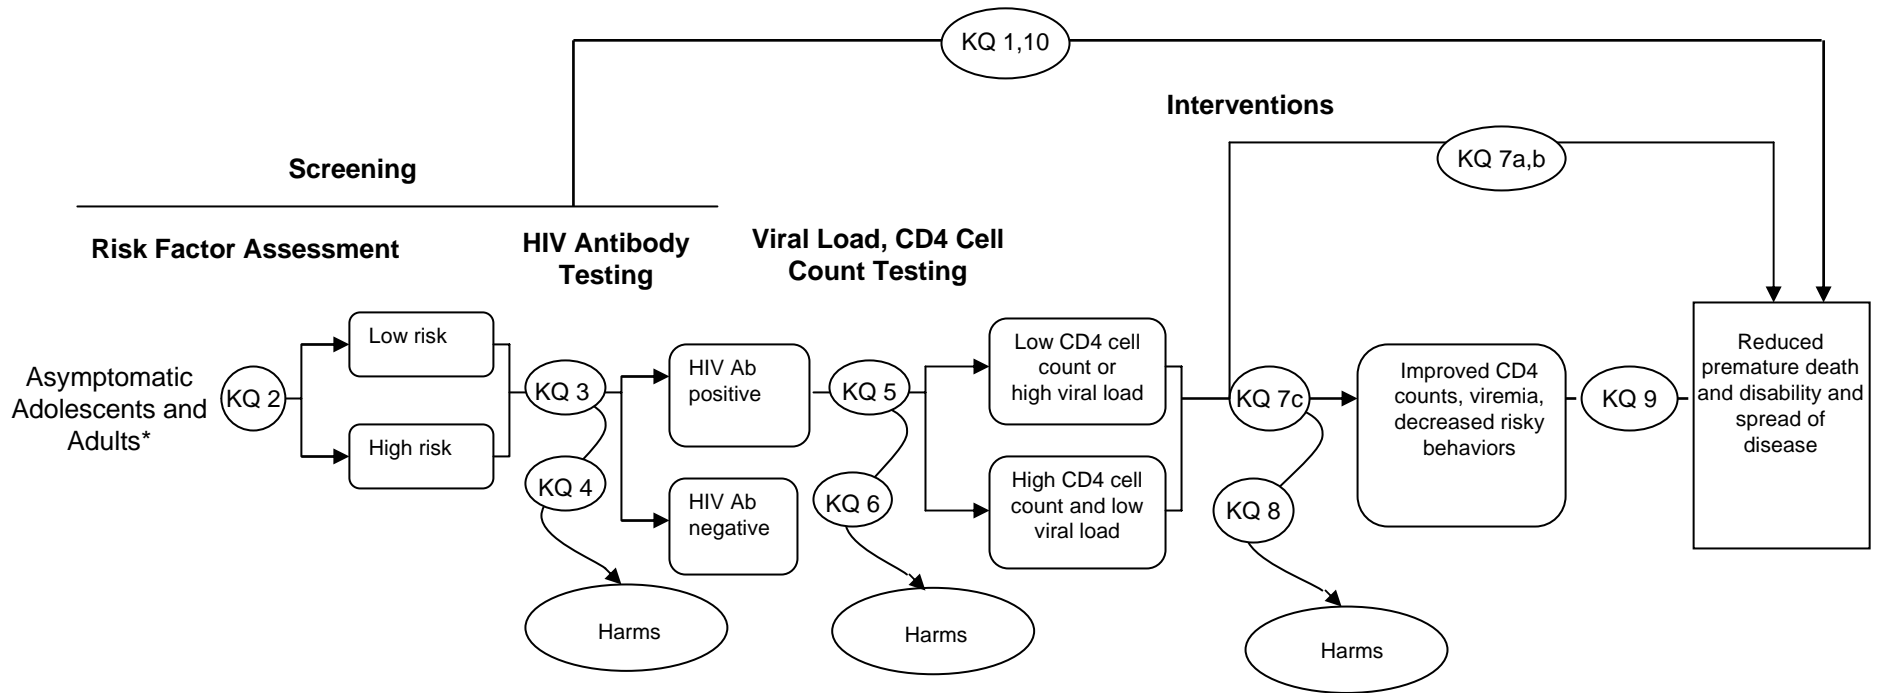 KQ 1,10
Interventions
KQ 7a,b
Screening
Risk Factor Assessment
HIV Antibody
Testing
Viral Load, CD4 Cell
Count Testing
Asymptomatic
Adolescents and
Adults*
KQ 2
Low risk
High risk
KQ 3
KQ 4
Harms
HIV Ab
positive
HIV Ab
negative
KQ 5
KQ 6
Harms
Low CD4 cell
count or
high viral load
High CD4 cell
count and low
viral load
KQ 7c
KQ 8
Harms
Improved CD4
counts, viremia,
decreased risky
behaviors
KQ 9
Reduced
premature death
and disability and
spread of
disease